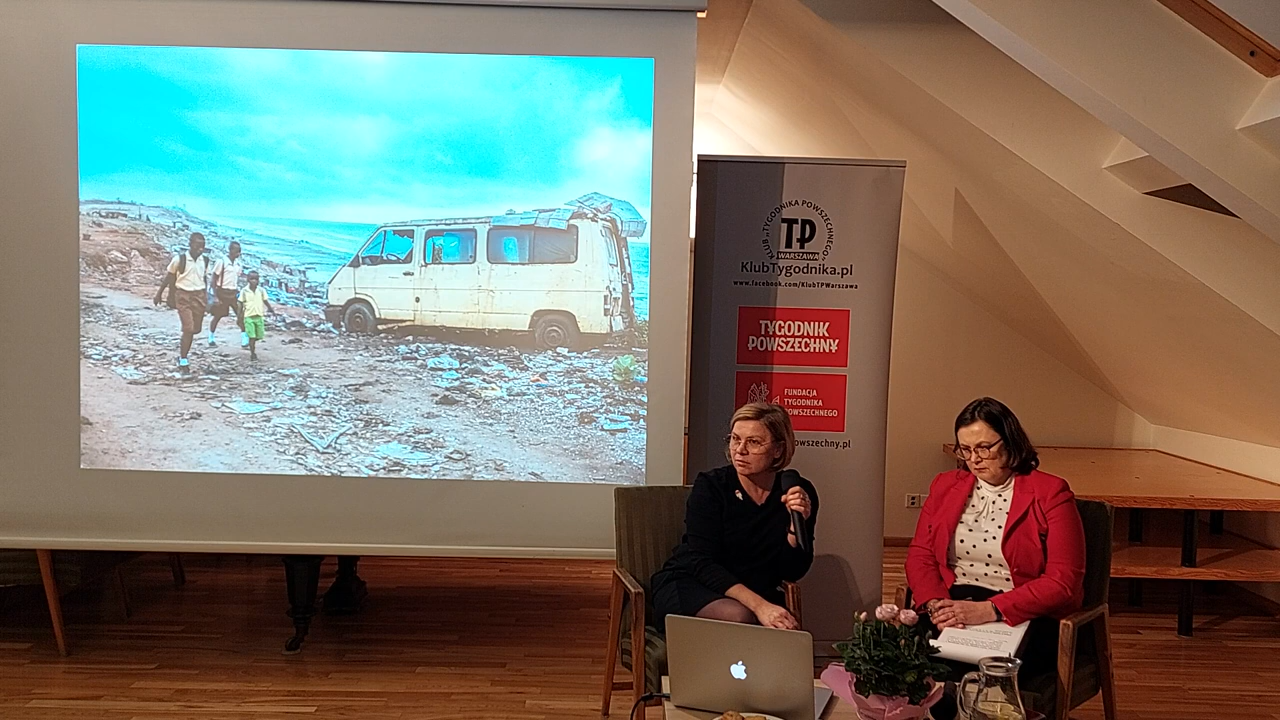 KLUB "TYGODNIKA POWSZECHNEGO"
TP
WARSZAWA
KlubTygodnika.pl
www.facebook.com/KlubTPWarszawa
TYGODNIK
POWSZECHNY
FUNDACJA
TYGODNIKA
POWSZECHNEGO
powszechny.pl